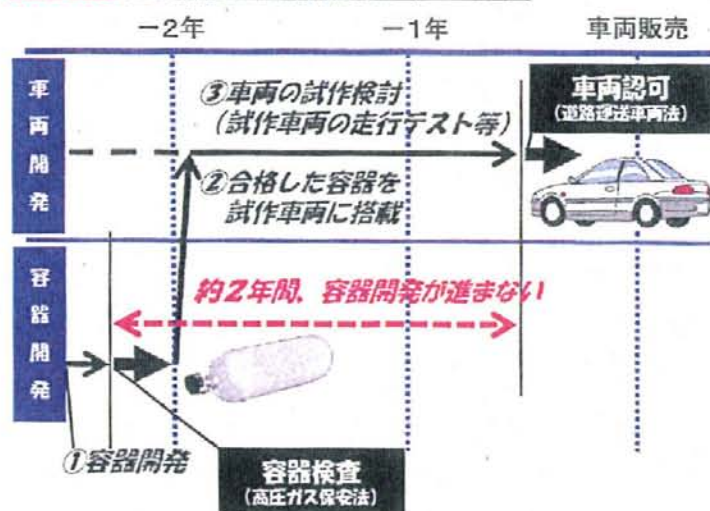 −2年
−1年
車両販売
車両開発
③車両の試作検討
(試作車両の走行テスト等)
車両認可
(道路運送車両法)
②合格した容器を
試作車両に搭載
容器開発
約2年間、容器開発が進まない
①容器開発
容器検査
(高圧ガス保安法)